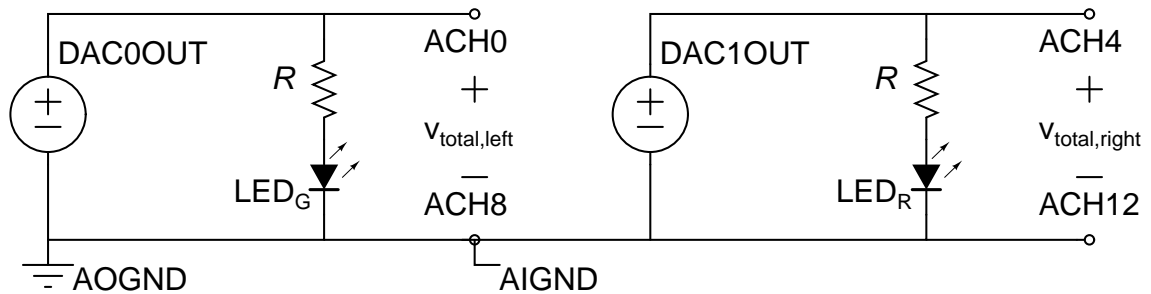 DAC0OUT
R
ACH0
+
v_total,left
−
LED_G
ACH8
AOGND
AIGND
DAC1OUT
R
ACH4
+
v_total,right
−
LED_R
ACH12